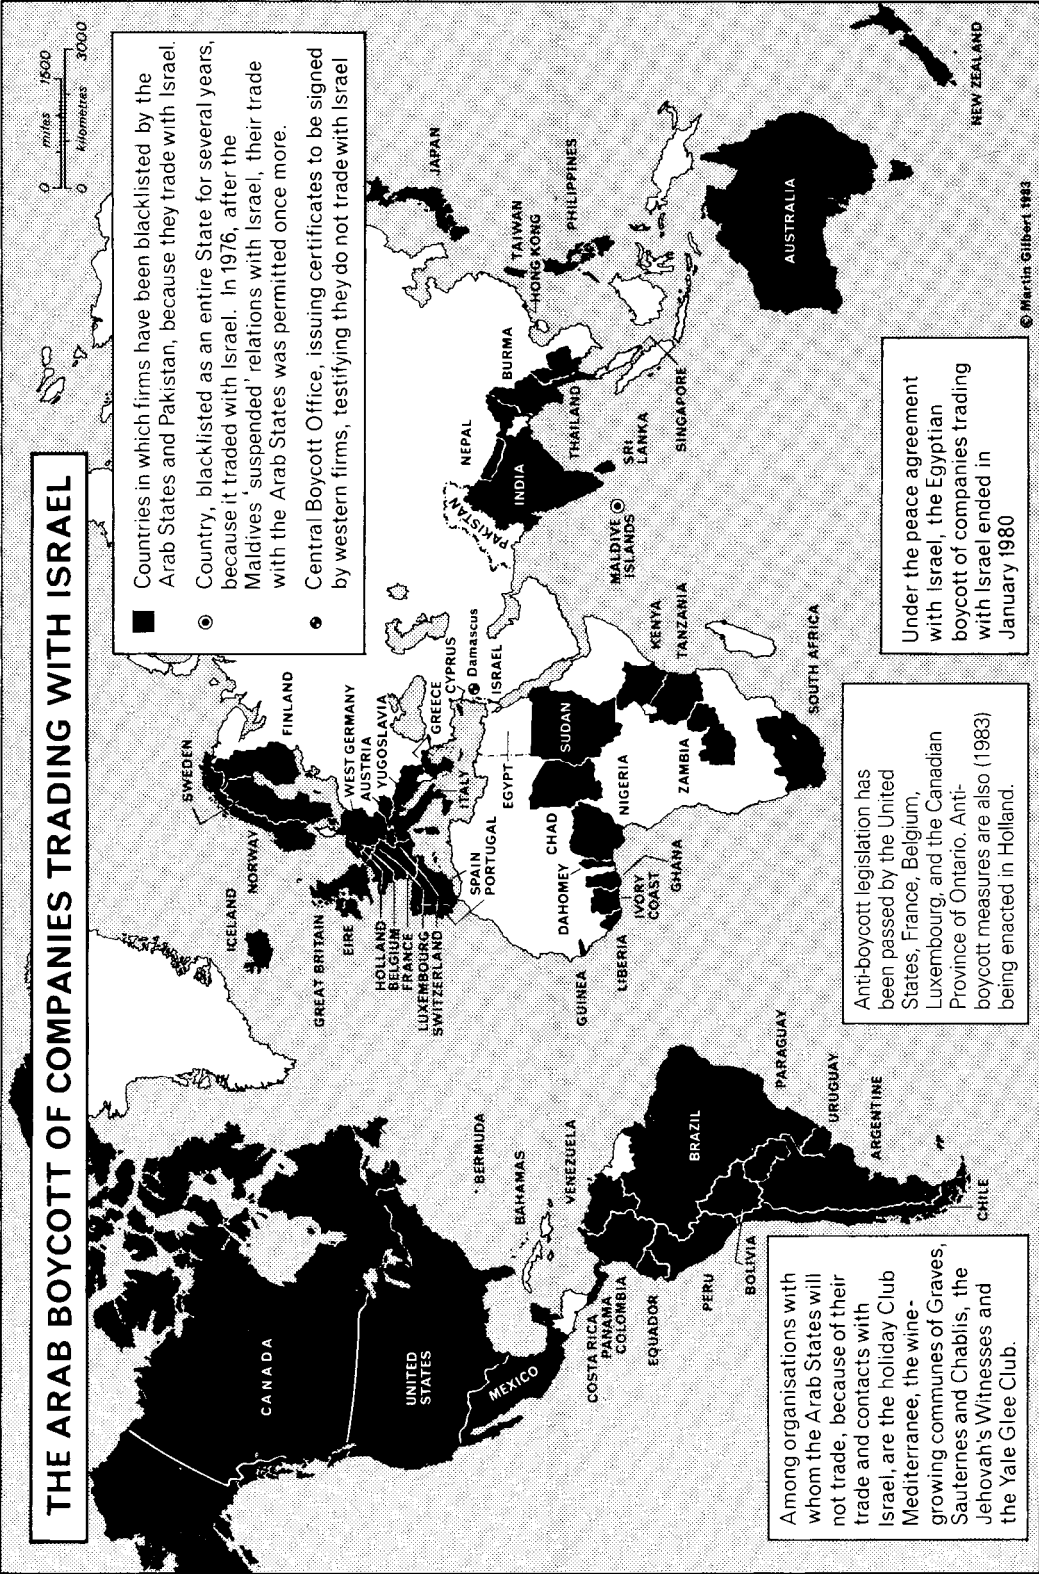 THE ARAB BOYCOTT OF COMPANIES TRADING WITH ISRAEL
0 miles 1500
0 kilometres 3000
Countries in which firms have been blacklisted by the
Arab States and Pakistan, because they trade with Israel.
Country, blacklisted as an entire State for several years,
because it traded with Israel. In 1976, after the
Maldives 'suspended' relations with Israel, their trade
with the Arab States was permitted once more.
Central Boycott Office, issuing certificates to be signed
by western firms, testifying they do not trade with Israel
CANADA
UNITED
STATES
MEXICO
BERMUDA
BAHAMAS
VENEZUELA
COSTA RICA
PANAMA
COLOMBIA
EQUADOR
PERU
BOLIVIA
BRAZIL
PARAGUAY
URUGUAY
ARGENTINE
CHILE
ICELAND
NORWAY
SWEDEN
FINLAND
GREAT BRITAIN
EIRE
HOLLAND
BELGIUM
FRANCE
LUXEMBOURG
SWITZERLAND
WEST GERMANY
AUSTRIA
YUGOSLAVIA
GREECE
CYPRUS
Damascus
ISRAEL
ITALY
SPAIN
PORTUGAL
EGYPT
SUDAN
CHAD
NIGERIA
DAHOMEY
GUINEA
LIBERIA
IVORY
COAST
GHANA
ZAMBIA
KENYA
TANZANIA
SOUTH AFRICA
PAKISTAN
NEPAL
INDIA
BURMA
THAILAND
SRI
LANKA
MALDIVE
ISLANDS
SINGAPORE
TAIWAN
HONG KONG
PHILIPPINES
JAPAN
AUSTRALIA
NEW ZEALAND
Among organisations with
whom the Arab States will
not trade, because of their
trade and contacts with
Israel, are the holiday Club
Mediterranee, the wine-
growing communes of Graves,
Sauternes and Chablis, the
Jehovah's Witnesses and
the Yale Glee Club.
Anti-boycott legislation has
been passed by the United
States, France, Belgium,
Luxembourg, and the Canadian
Province of Ontario. Anti-
boycott measures are also (1983)
being enacted in Holland.
Under the peace agreement
with Israel, the Egyptian
boycott of companies trading
with Israel ended in
January 1980
© Martin Gilbert 1983